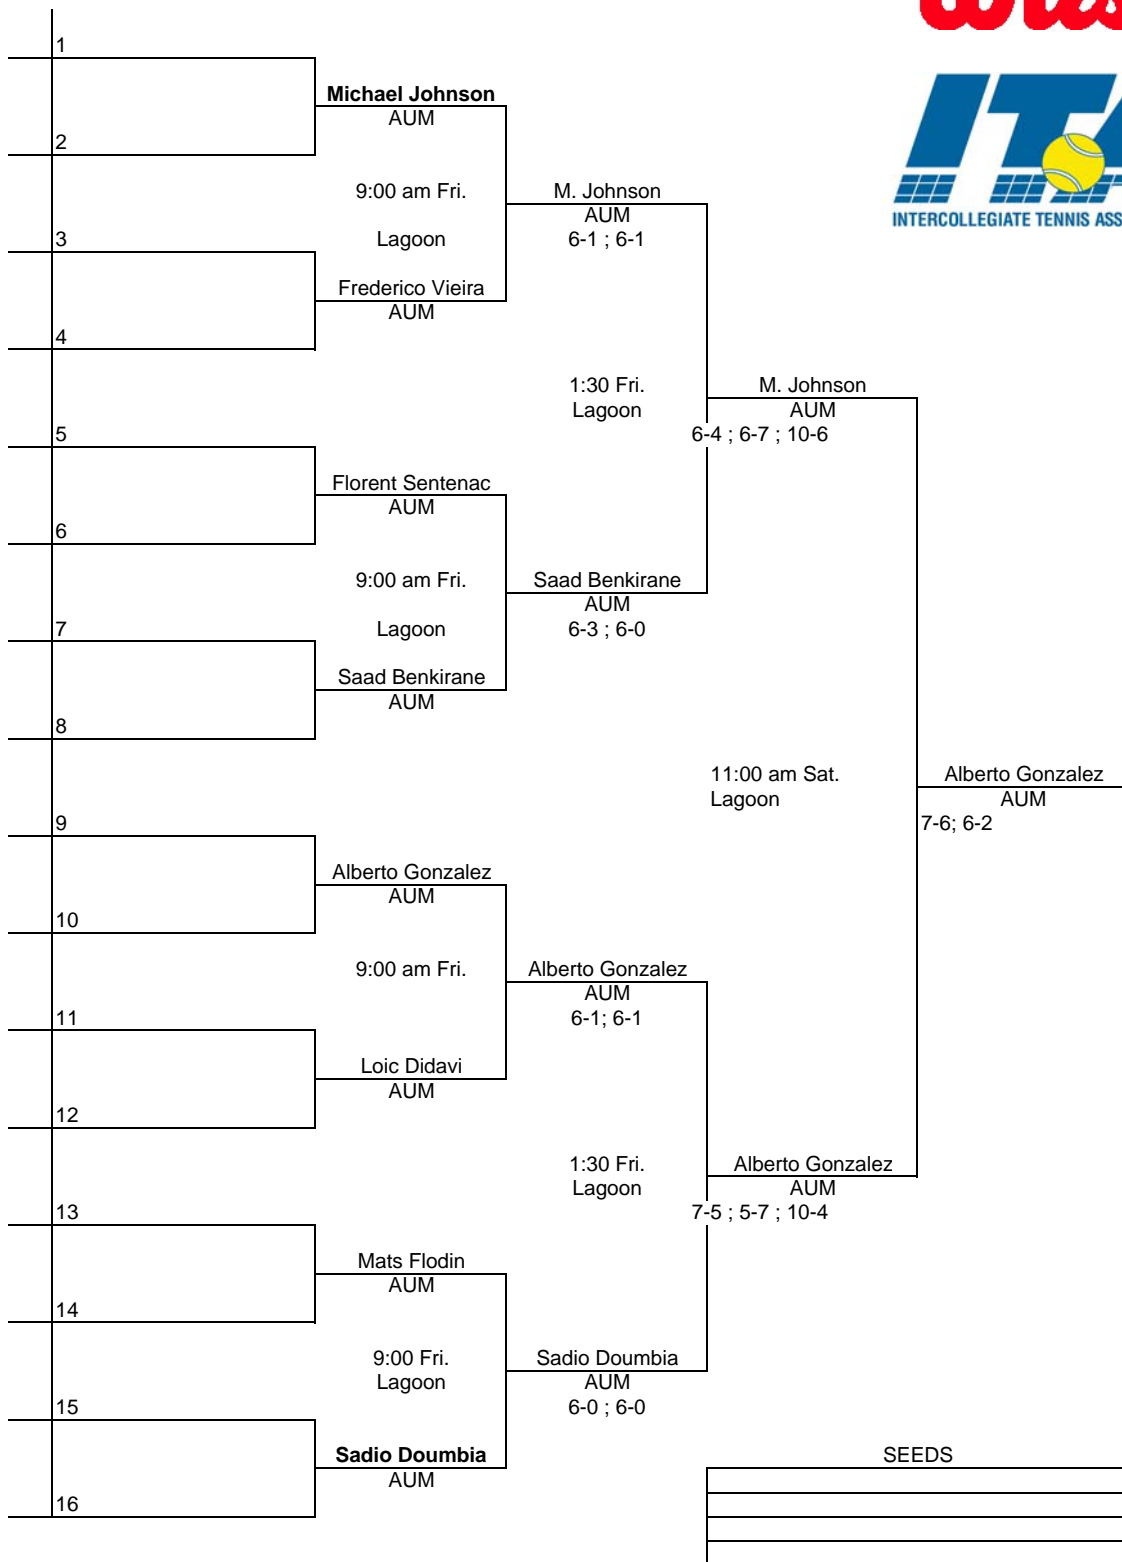 1
Michael Johnson
AUM
2
9:00 am Fri.
M. Johnson
AUM
3
Lagoon
6-1 ; 6-1
Frederico Vieira
AUM
4
1:30 Fri.
Lagoon
M. Johnson
AUM
6-4 ; 6-7 ; 10-6
5
Florent Sentenac
AUM
6
9:00 am Fri.
Saad Benkirane
AUM
7
Lagoon
6-3 ; 6-0
Saad Benkirane
AUM
8
11:00 am Sat.
Lagoon
Alberto Gonzalez
AUM
7-6; 6-2
9
Alberto Gonzalez
AUM
10
9:00 am Fri.
Alberto Gonzalez
AUM
6-1; 6-1
11
Loic Didavi
AUM
12
1:30 Fri.
Lagoon
Alberto Gonzalez
AUM
7-5 ; 5-7 ; 10-4
13
Mats Flodin
AUM
14
9:00 Fri.
Lagoon
Sadio Doumbia
AUM
6-0 ; 6-0
15
Sadio Doumbia
AUM
16
SEEDS
ITA
INTERCOLLEGIATE TENNIS ASS